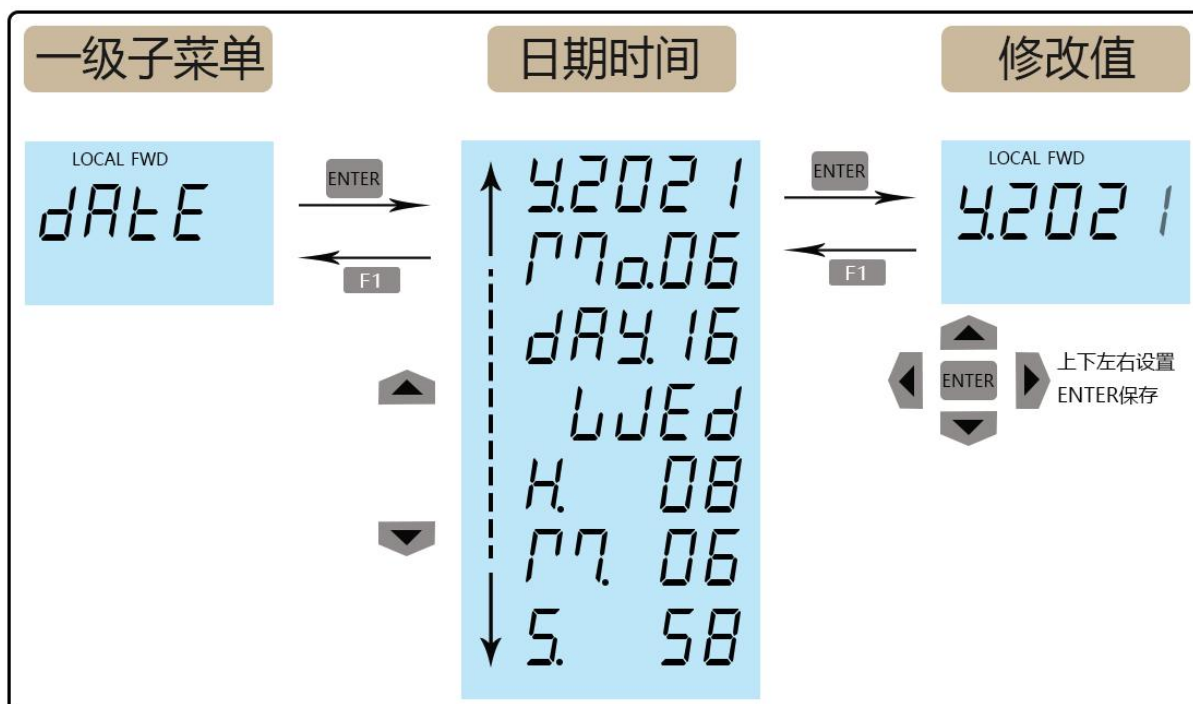 一级子菜单
日期时间
修改值
LOCAL FWD
dAtE
ENTER
F1
y.2021
Mo.06
dAy.16
WEd
H. 08
M. 06
S. 58
ENTER
F1
LOCAL FWD
y.2021
ENTER
上下左右设置
ENTER保存